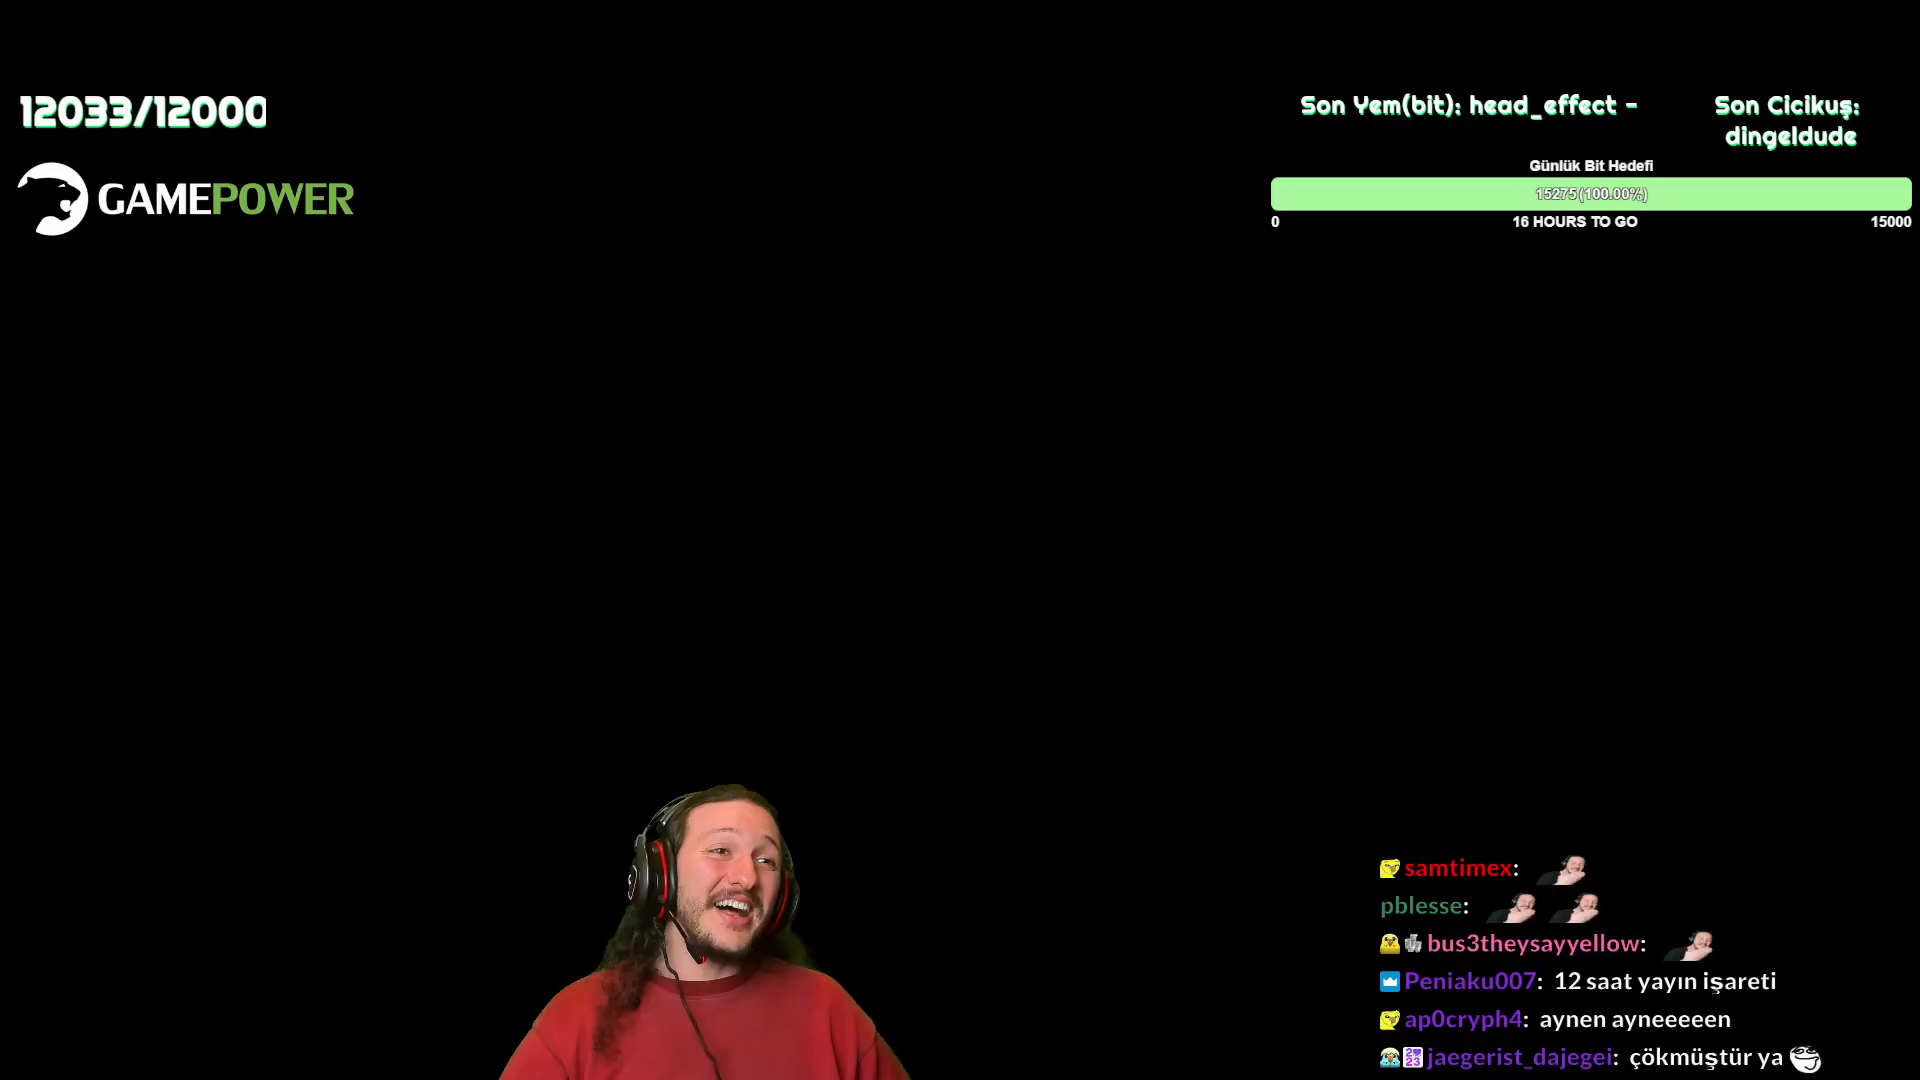 12033/12000
GAMEPOWER
Son Yem(bit): head_effect -
Son Cicikuş:
dingeldude
Günlük Bit Hedefi
15275(100.00%)
0 16 HOURS TO GO 15000
samtimex:
pblesse:
bus3theysayyellow:
Peniaku007: 12 saat yayın işareti
ap0cryph4: aynen ayneeeeen
jaegerist_dajegei: çökmüştür ya